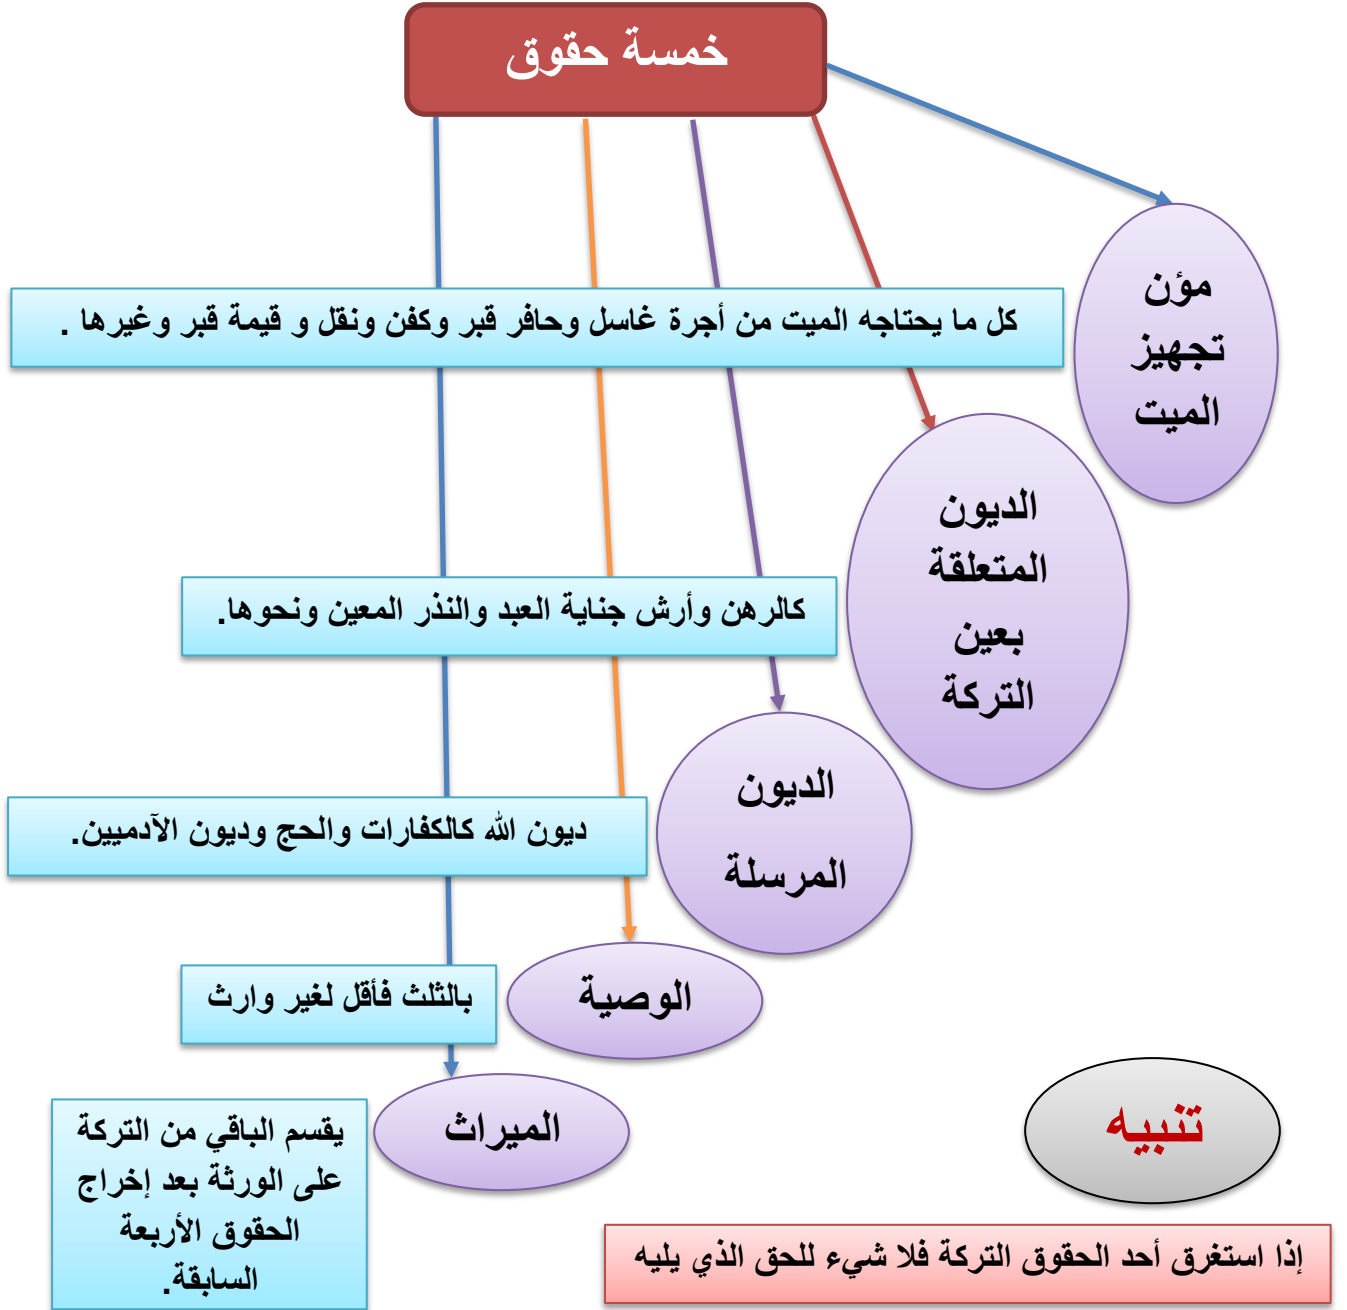 خمسة حقوق
مؤن
تجهيز
الميت
كل ما يحتاجه الميت من أجرة غاسل وحافر قبر وكفن ونقل و قيمة قبر وغيرها .
الديون
المتعلقة
بعين
التركة
كالرهن وأرش جناية العبد والنذر المعين ونحوها.
الديون
المرسلة
ديون الله كالكفارات والحج وديون الآدميين.
الوصية
بالثلث فأقل لغير وارث
الميراث
يقسم الباقي من التركة
على الورثة بعد إخراج
الحقوق الأربعة
السابقة.
تنبيه
إذا استغرق أحد الحقوق التركة فلا شيء للحق الذي يليه